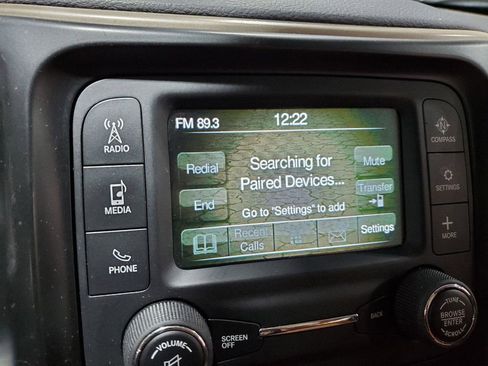 FM 89.3 12:22
Redial
Searching for
Paired Devices...
Mute
End
Go to "Settings" to add
Transfer
Recent
Calls
Settings
RADIO
MEDIA
PHONE
COMPASS
SETTINGS
MORE
VOLUME
SCREEN
OFF
BACK
TUNE
BROWSE
ENTER
SCROLL